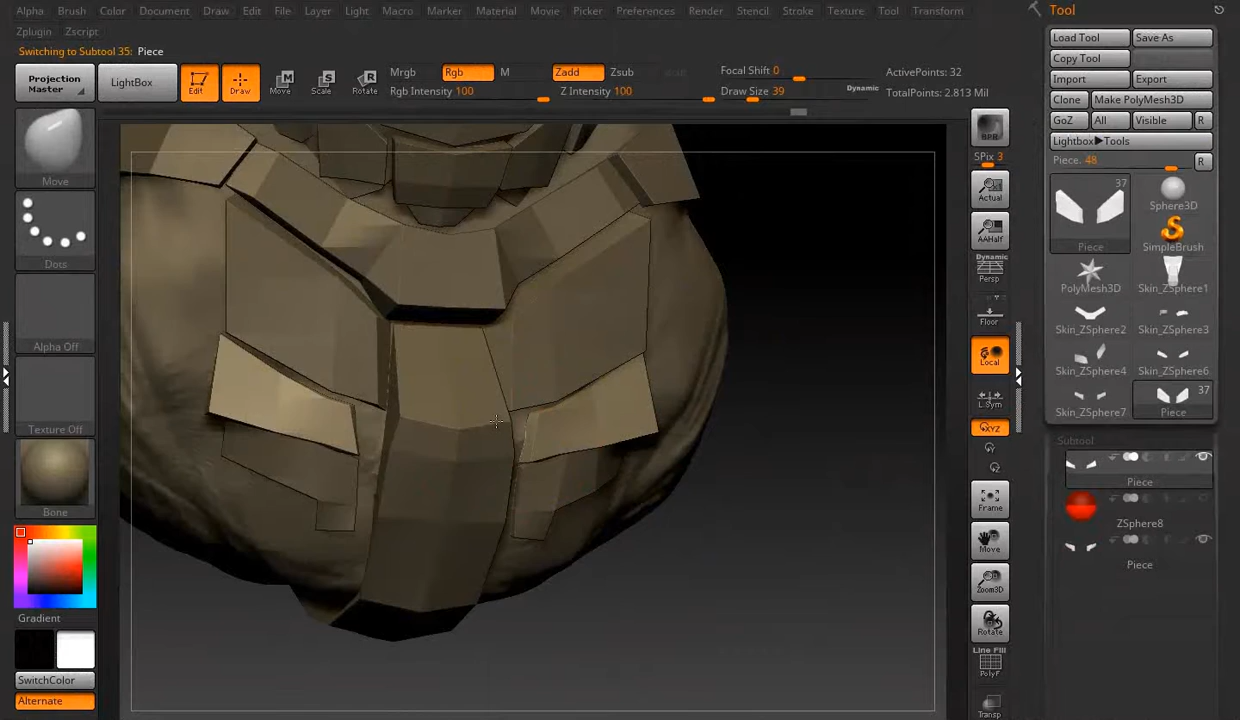 Alpha Brush Color Document Draw Edit File Layer Light Macro Marker Material Movie Picker Preferences Render Stencil Stroke Texture Tool Transform
Zplugin Zscript
Switching to Subtool 35: Piece
Projection Master
LightBox
Edit
Draw
Move
Scale
Rotate
Mrgb Rgb M
Rgb Intensity 100
Zadd Zsub
Z Intensity 100
Focal Shift 0
Draw Size 39
Dynamic
ActivePoints: 32
TotalPoints: 2.813 Mil
Move
Dots
Alpha Off
Texture Off
Bone
Gradient
SwitchColor
Alternate
BPR
SPix 3
Actual
AAHalf
Dynamic
Persp
Floor
Local
L.Sym
XYZ
Y
Z
Frame
Move
Zoom3D
Rotate
Line Fill
PolyF
Transp
Tool
Load Tool Save As
Copy Tool
Import Export
Clone Make PolyMesh3D
GoZ All Visible R
Lightbox▶Tools
Piece. 48 R
37
Piece
Sphere3D
SimpleBrush
PolyMesh3D Skin_ZSphere1
Skin_ZSphere2 Skin_ZSphere3
Skin_ZSphere4 Skin_ZSphere6
Skin_ZSphere7
37
Piece
Subtool
Piece
ZSphere8
Piece